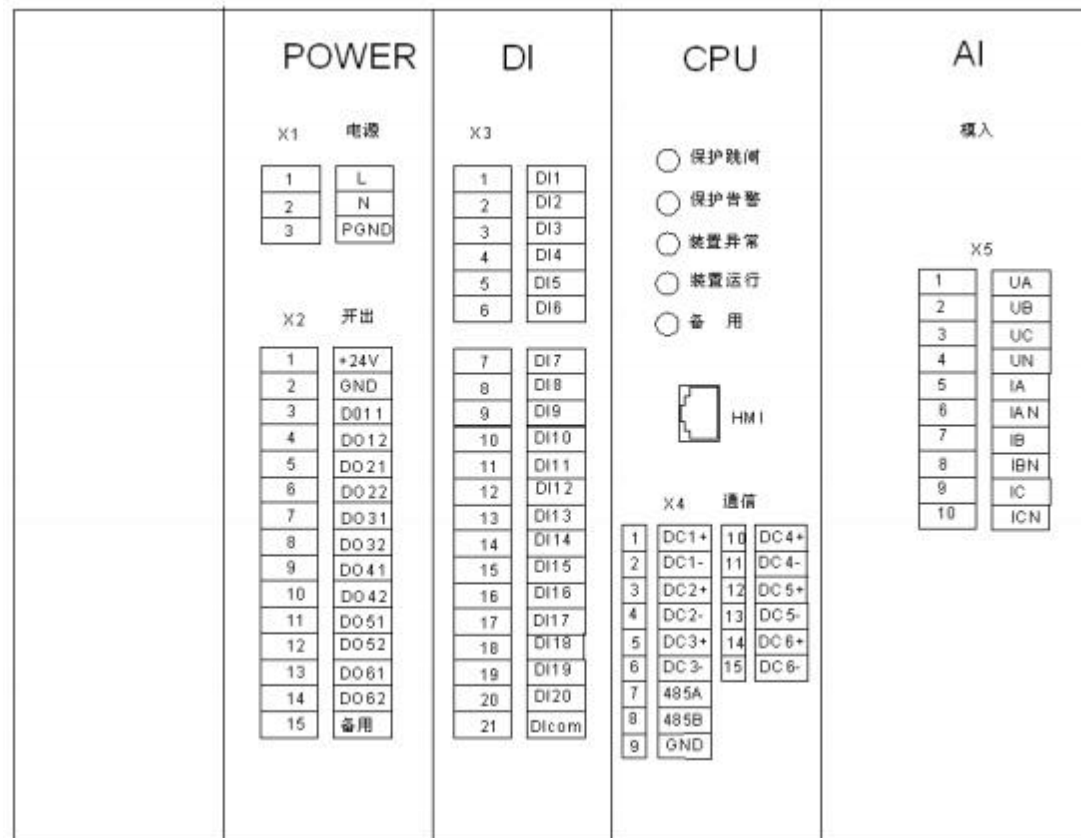 POWER
X1 电源
1 L
2 N
3 PGND
X2 开出
1 +24V
2 GND
3 D011
4 DO12
5 DO21
6 DO22
7 DO31
8 DO32
9 DO41
10 DO42
11 DO51
12 DO52
13 DO61
14 DO62
15 备用
DI
X3
1 DI1
2 DI2
3 DI3
4 DI4
5 DI5
6 DI6
7 DI7
8 DI8
9 DI9
10 DI10
11 DI11
12 DI12
13 DI13
14 DI14
15 DI15
16 DI16
17 DI17
18 DI18
19 DI19
20 DI20
21 DIcom
CPU
保护跳闸
保护告警
装置异常
装置运行
备 用
HMI
X4 通信
1 DC1+ 10 DC4+
2 DC1- 11 DC4-
3 DC2+ 12 DC5+
4 DC2- 13 DC5-
5 DC3+ 14 DC6+
6 DC3- 15 DC6-
7 485A
8 485B
9 GND
AI
模入
X5
1 UA
2 UB
3 UC
4 UN
5 IA
6 IAN
7 IB
8 IBN
9 IC
10 ICN